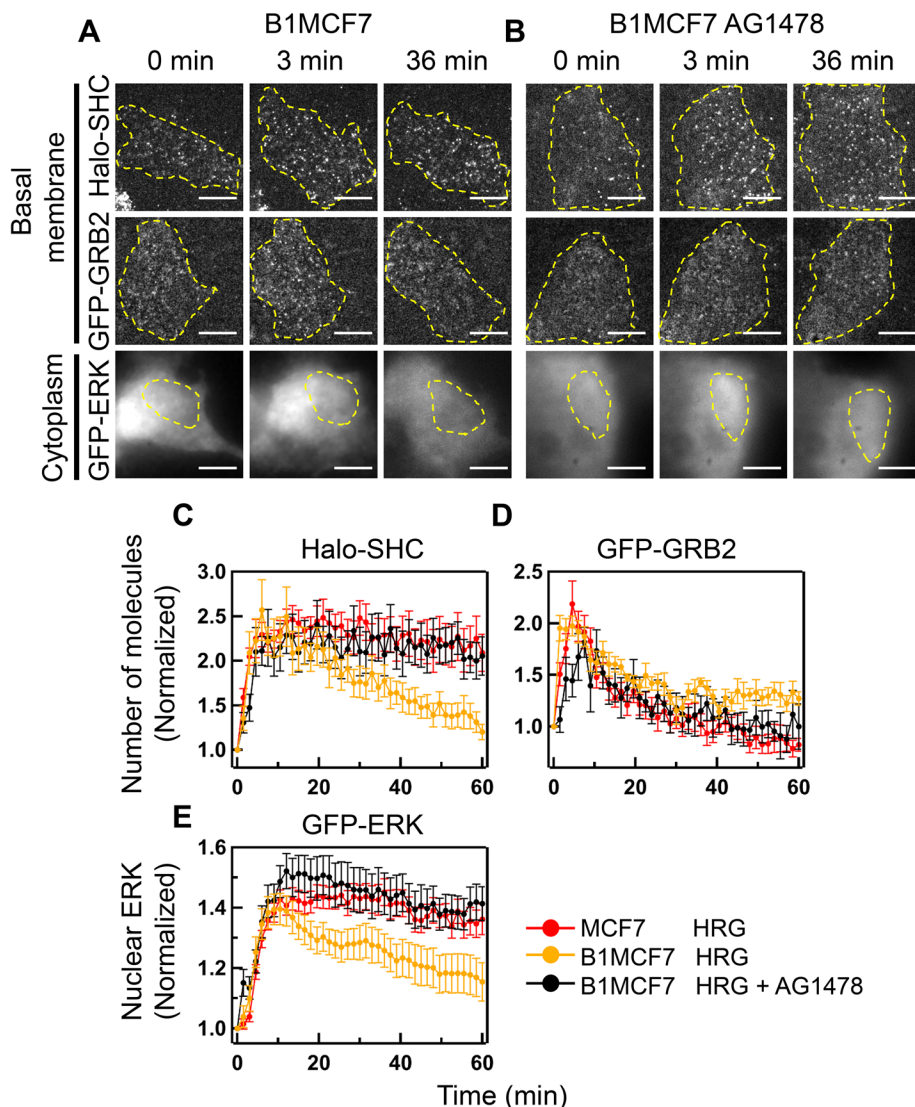 A
B1MCF7
B
B1MCF7 AG1478
0 min
3 min
36 min
0 min
3 min
36 min
Basal
membrane
Halo-SHC
GFP-GRB2
Cytoplasm
GFP-ERK
C
Halo-SHC
D
GFP-GRB2
Number of molecules
(Normalized)
3.0
2.5
2.0
1.5
1.0
0
20
40
60
2.5
2.0
1.5
1.0
0
20
40
60
E
GFP-ERK
Nuclear ERK
(Normalized)
1.6
1.4
1.2
1.0
0
20
40
60
Time (min)
MCF7 HRG
B1MCF7 HRG
B1MCF7 HRG + AG1478